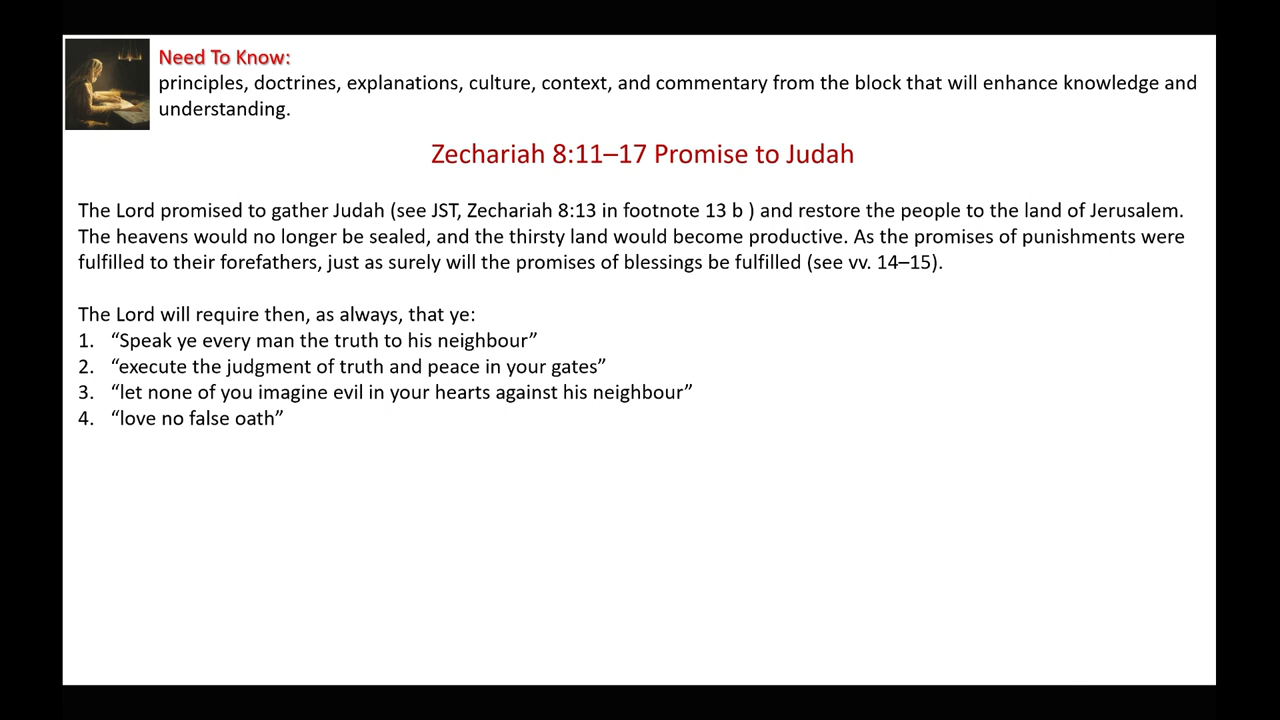 Need To Know:
principles, doctrines, explanations, culture, context, and commentary from the block that will enhance knowledge and
understanding.
Zechariah 8:11–17 Promise to Judah
The Lord promised to gather Judah (see JST, Zechariah 8:13 in footnote 13 b ) and restore the people to the land of Jerusalem.
The heavens would no longer be sealed, and the thirsty land would become productive. As the promises of punishments were
fulfilled to their forefathers, just as surely will the promises of blessings be fulfilled (see vv. 14–15).
The Lord will require then, as always, that ye:
1. “Speak ye every man the truth to his neighbour”
2. “execute the judgment of truth and peace in your gates”
3. “let none of you imagine evil in your hearts against his neighbour”
4. “love no false oath”